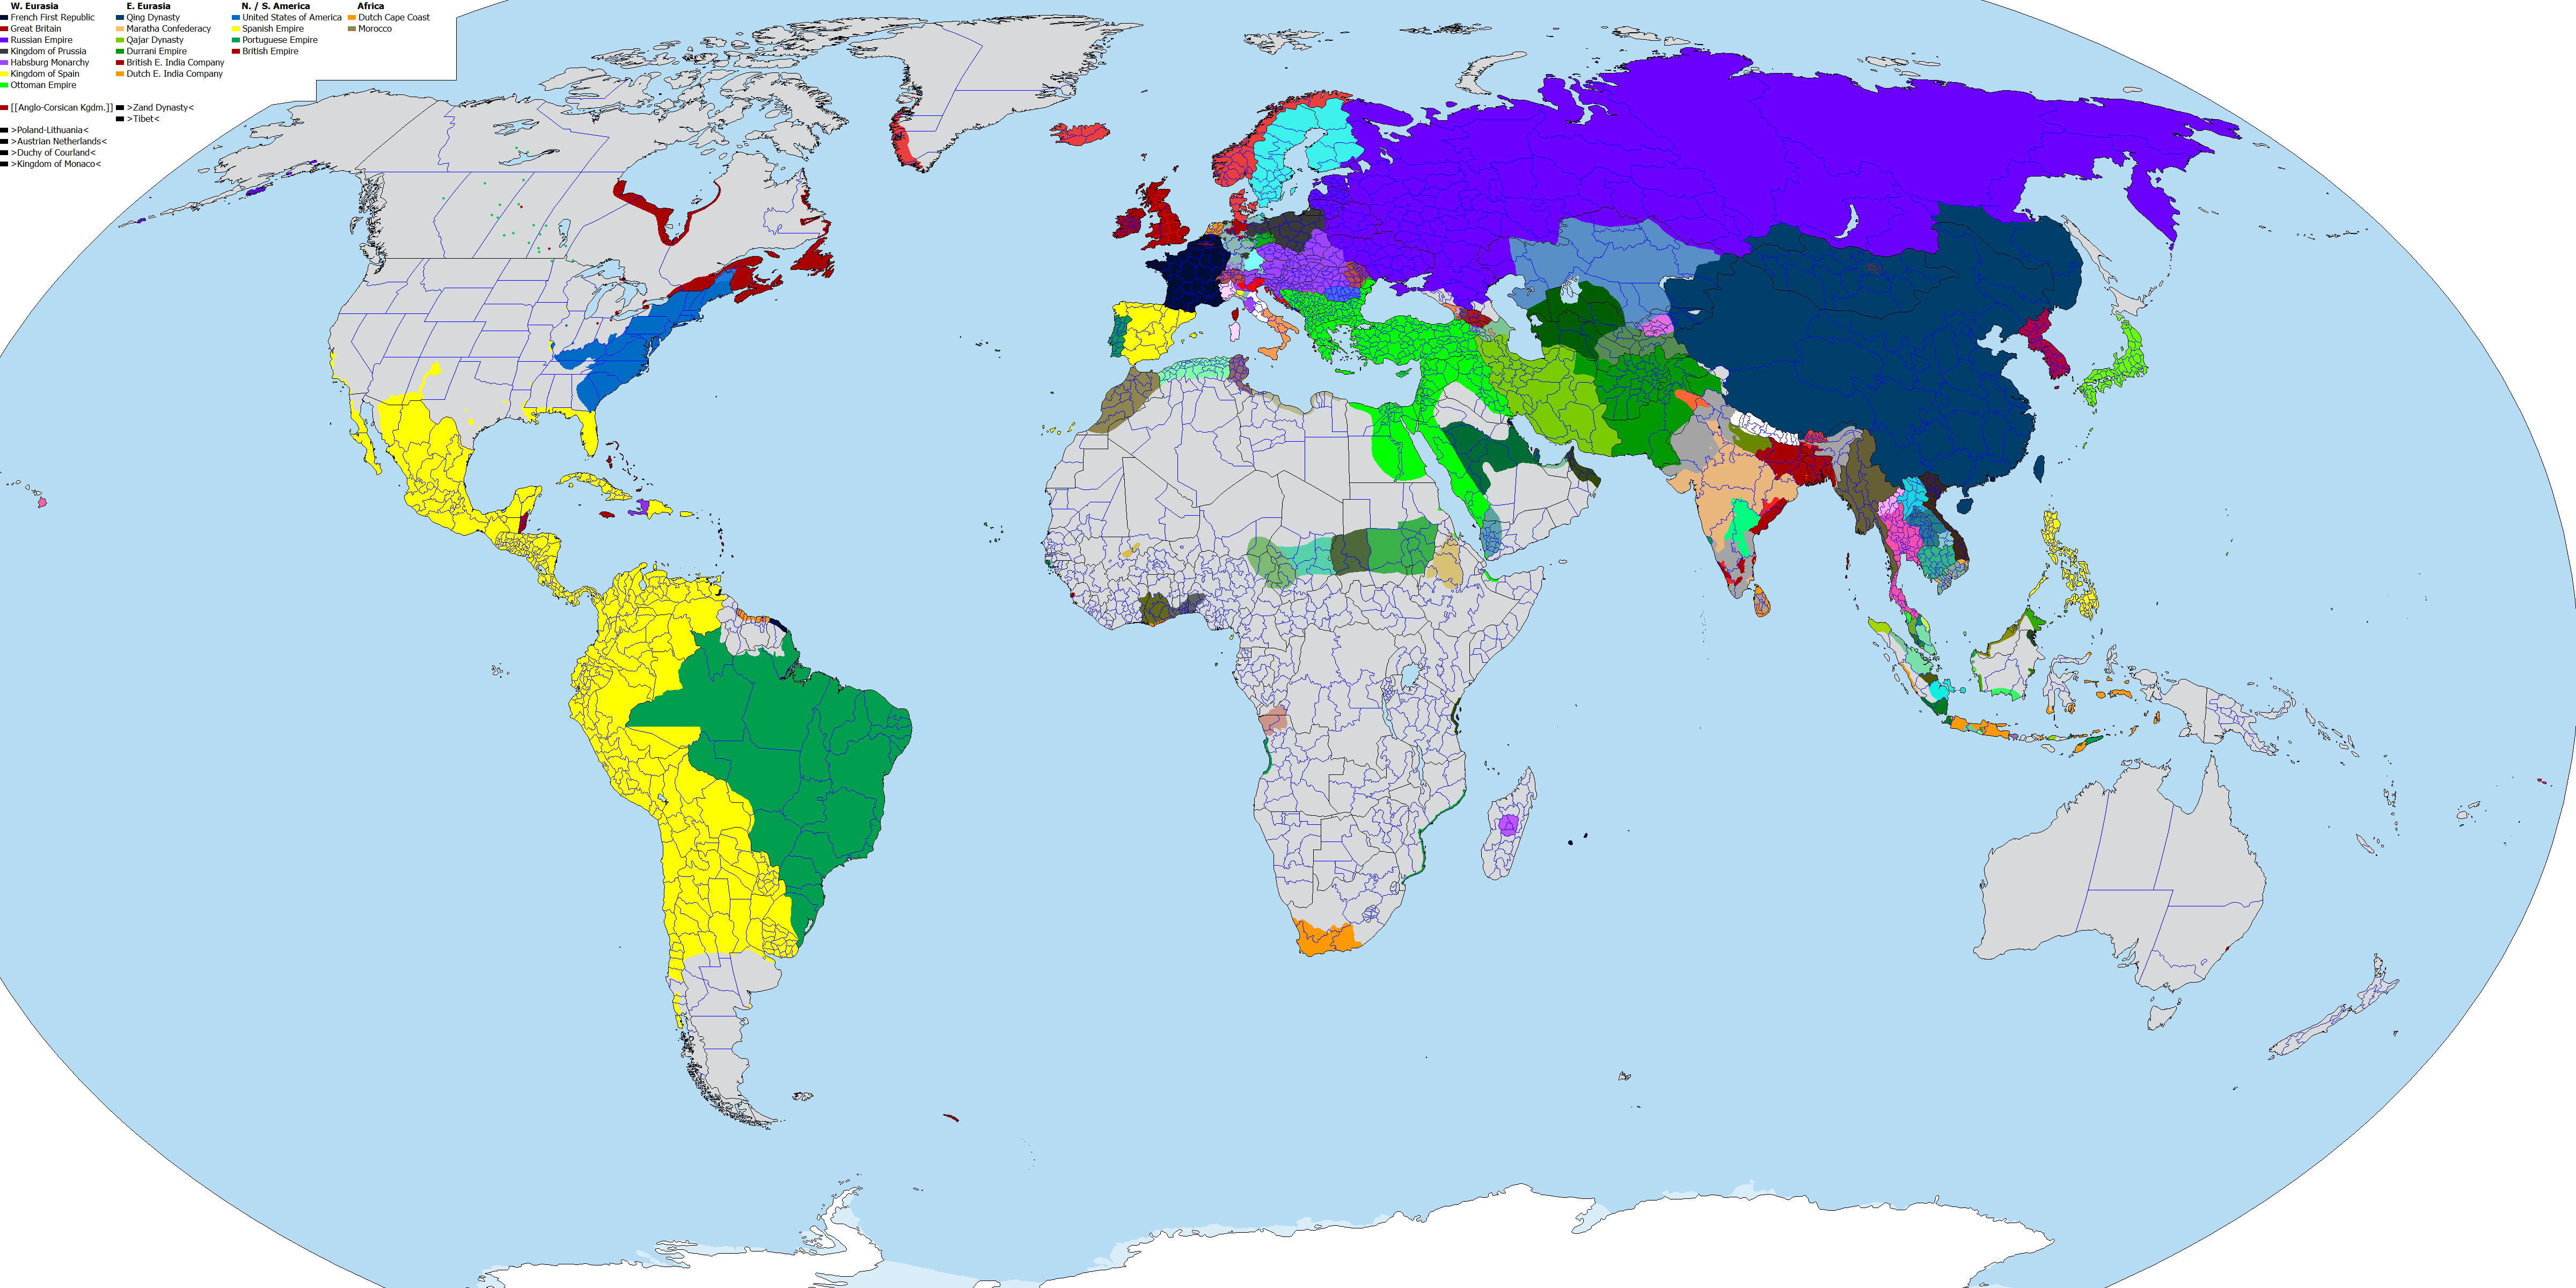 W. Eurasia
French First Republic
Great Britain
Russian Empire
Kingdom of Prussia
Habsburg Monarchy
Kingdom of Spain
Ottoman Empire
[[Anglo-Corsican Kgdm.]]
>Poland-Lithuania<
>Austrian Netherlands<
>Duchy of Courland<
>Kingdom of Monaco<
E. Eurasia
Qing Dynasty
Maratha Confederacy
Qajar Dynasty
Durrani Empire
British E. India Company
Dutch E. India Company
>Zand Dynasty<
>Tibet<
N. / S. America
United States of America
Spanish Empire
Portuguese Empire
British Empire
Africa
Dutch Cape Coast
Morocco